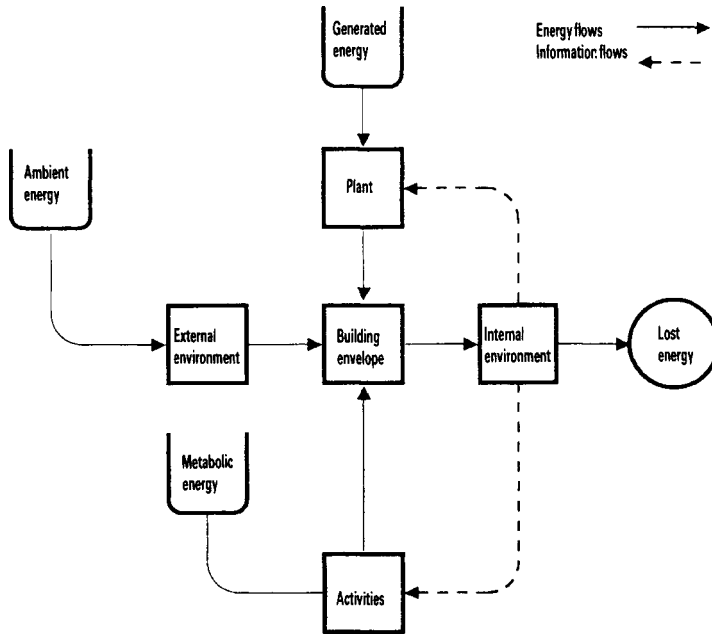 Generated
energy
Energy flows
Information flows
Plant
Ambient
energy
External
environment
Building
envelope
Internal
environment
Lost
energy
Metabolic
energy
Activities